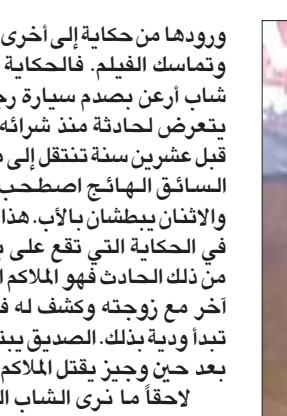 ورودها من حكاية إلى أخرى
وتماسك الفيلم. فالحكاية
شاب أرعن بصدم سيارة رج
يتعرض لحادثة منذ شرائه
قبل عشرين سنة تنتقل إلى م
السائق الهائج اصطحب
والاثنان يبطشان بالأب. هذا
في الحكاية التي تقع على ب
من ذلك الحادث فهو الملاكم ا
آخر مع زوجته وكشف له ف
تبدأ ودية بذلك. الصديق يبت
بعد حين وجيز يقتل الملاكم
لاحقاً ما نرى الشاب ال